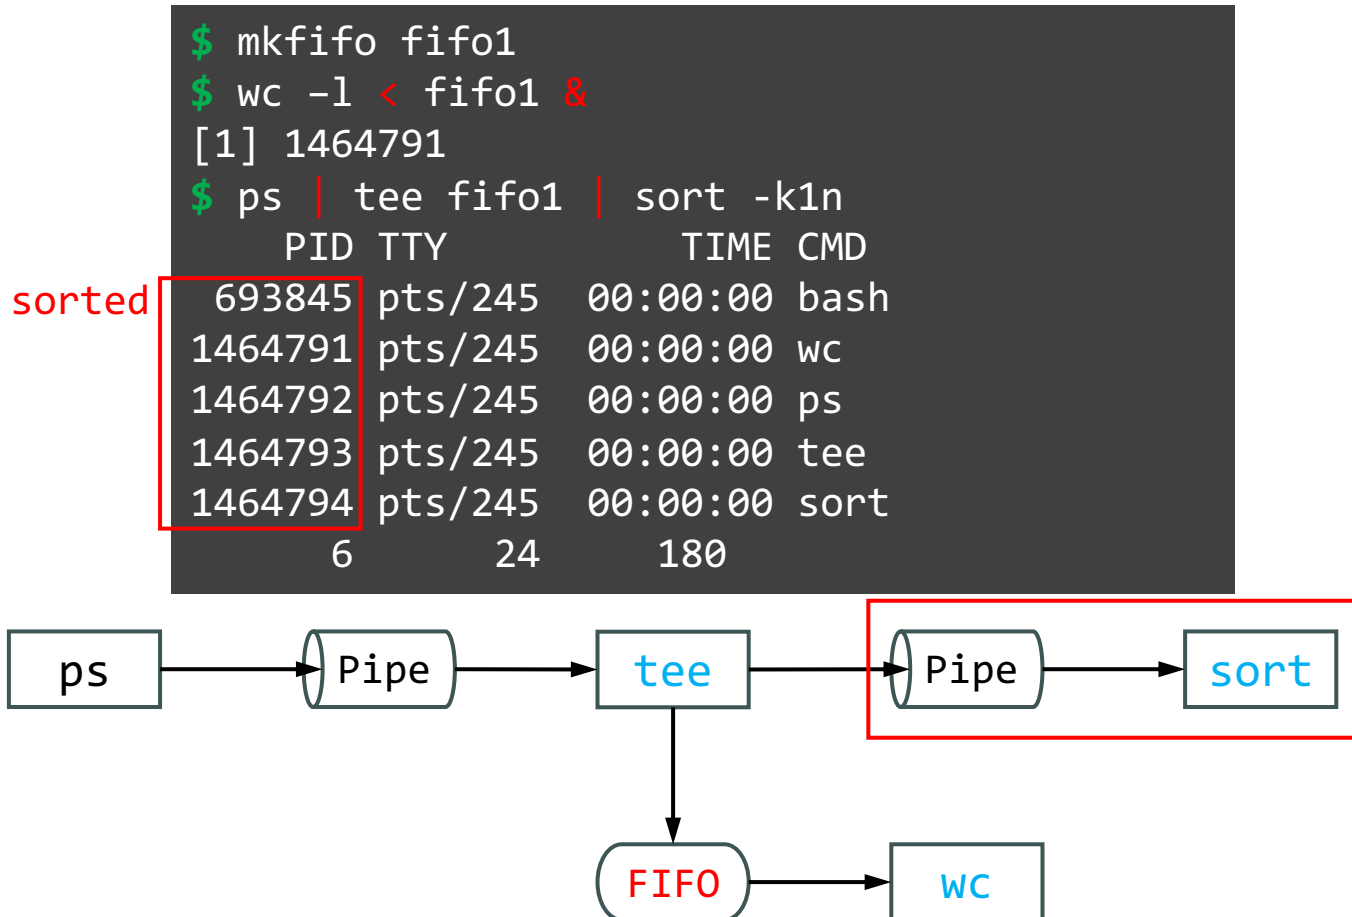 $ mkfifo fifo1
$ wc –l < fifo1 &
[1] 1464791
$ ps | tee fifo1 | sort -k1n
PID TTY TIME CMD
sorted
693845 pts/245 00:00:00 bash
1464791 pts/245 00:00:00 wc
1464792 pts/245 00:00:00 ps
1464793 pts/245 00:00:00 tee
1464794 pts/245 00:00:00 sort
6 24 180
ps Pipe tee Pipe sort
FIFO wc